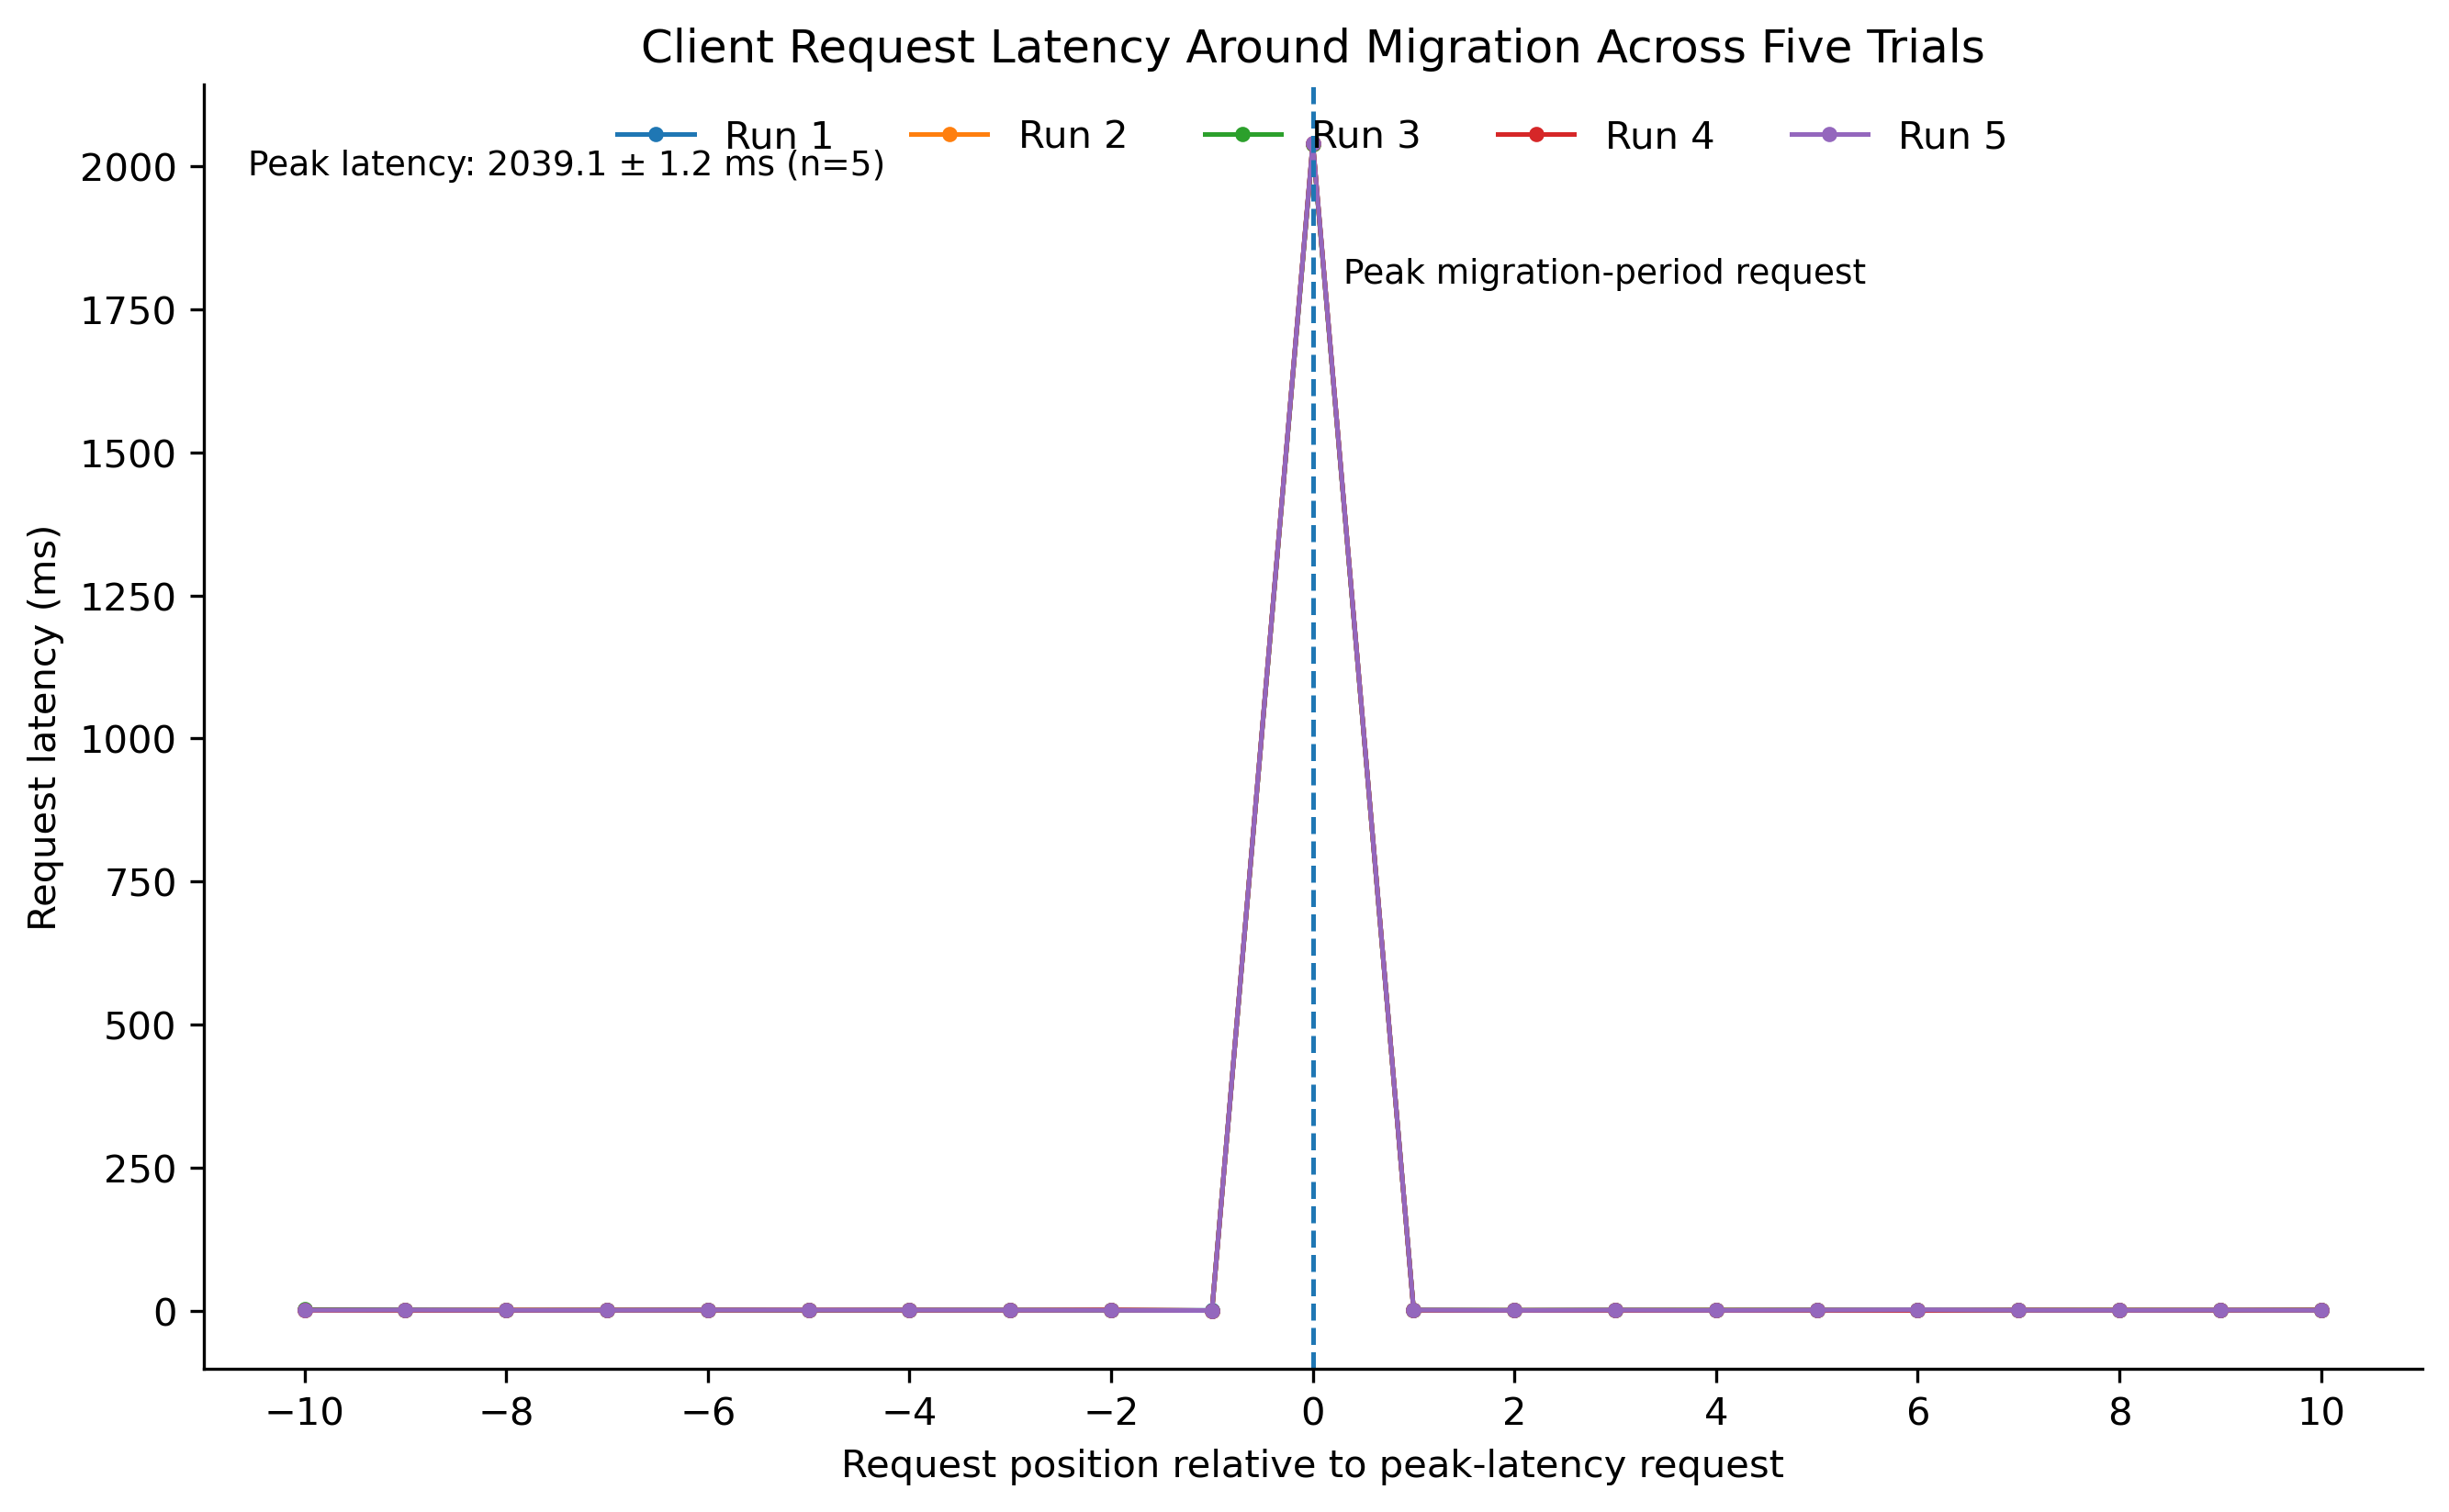 Client Request Latency Around Migration Across Five Trials
Run 1 Run 2 Run 3 Run 4 Run 5
Peak latency: 2039.1 ± 1.2 ms (n=5)
Peak migration-period request
Request latency (ms)
2000
1750
1500
1250
1000
750
500
250
0
−10 −8 −6 −4 −2 0 2 4 6 8 10
Request position relative to peak-latency request